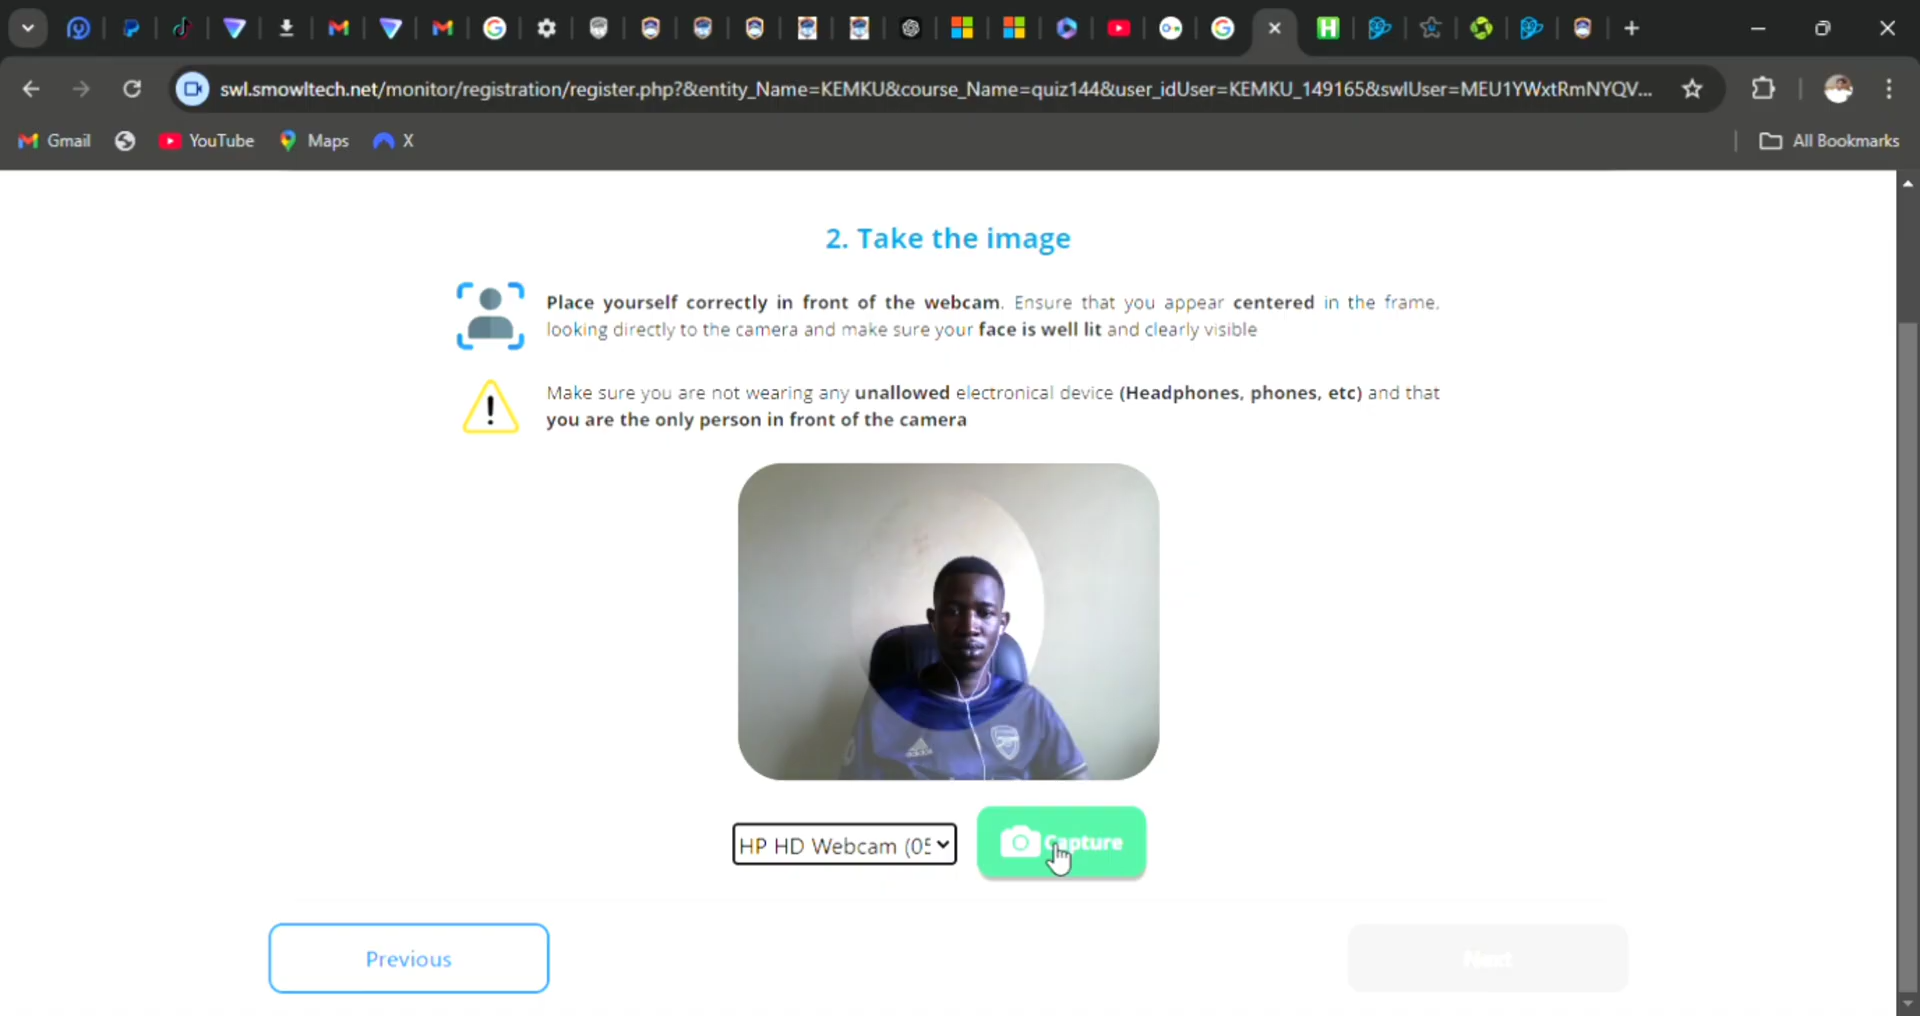 swl.smowltech.net/monitor/registration/register.php?&entity_Name=KEMKU&course_Name=quiz144&user_idUser=KEMKU_149165&swlUser=MEU1YWxtRmNYQV...
Gmail YouTube Maps X All Bookmarks
2. Take the image
Place yourself correctly in front of the webcam. Ensure that you appear centered in the frame,
looking directly to the camera and make sure your face is well lit and clearly visible
Make sure you are not wearing any unallowed electronical device (Headphones, phones, etc) and that
you are the only person in front of the camera
HP HD Webcam (05 Capture
Previous Next